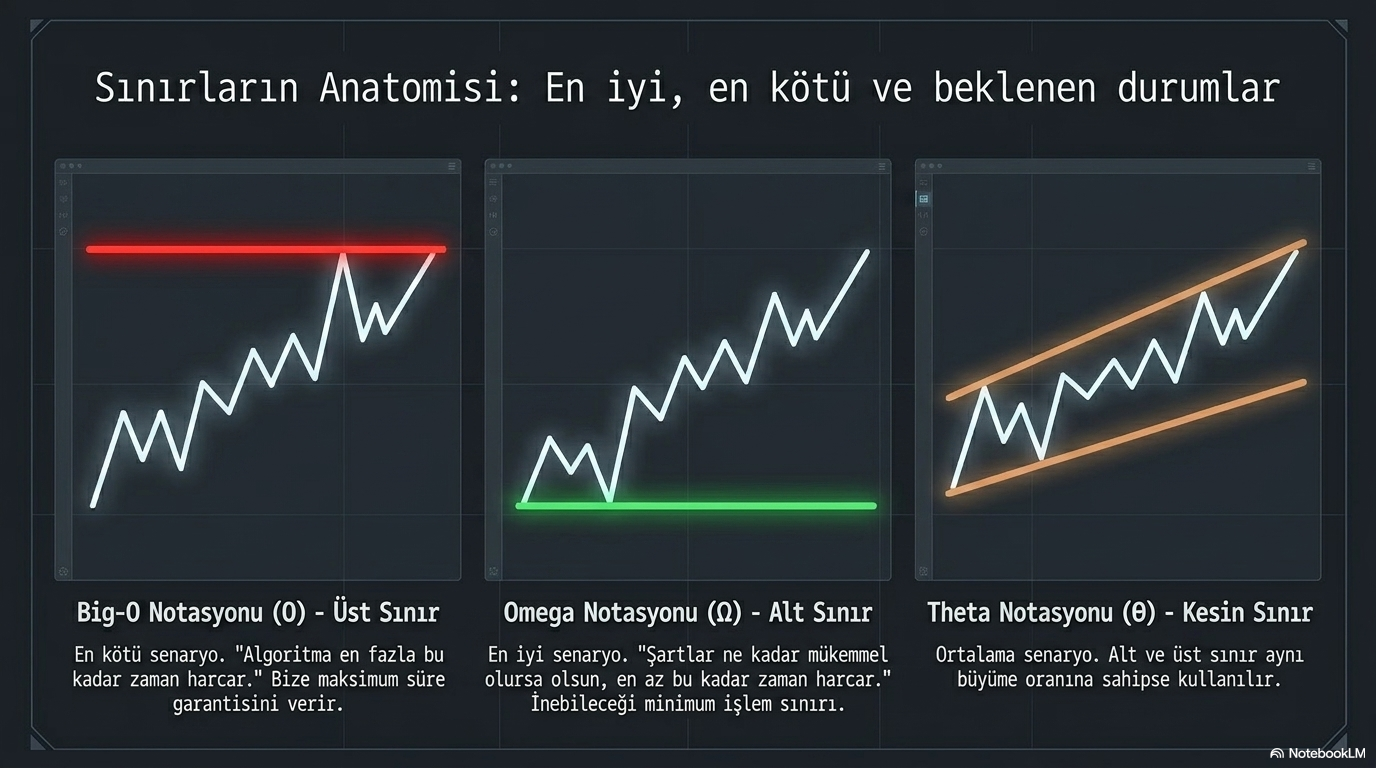 Sınırların Anatomisi: En iyi, en kötü ve beklenen durumlar
Big-O Notasyonu (O) - Üst Sınır
En kötü senaryo. "Algoritma en fazla bu
kadar zaman harcar." Bize maksimum süre
garantisini verir.
Omega Notasyonu (Ω) - Alt Sınır
En iyi senaryo. "Şartlar ne kadar mükemmel
olursa olsun, en az bu kadar zaman harcar."
İnebileceği minimum işlem sınırı.
Theta Notasyonu (Θ) - Kesin Sınır
Ortalama senaryo. Alt ve üst sınır aynı
büyüme oranına sahipse kullanılır.
NotebookLM